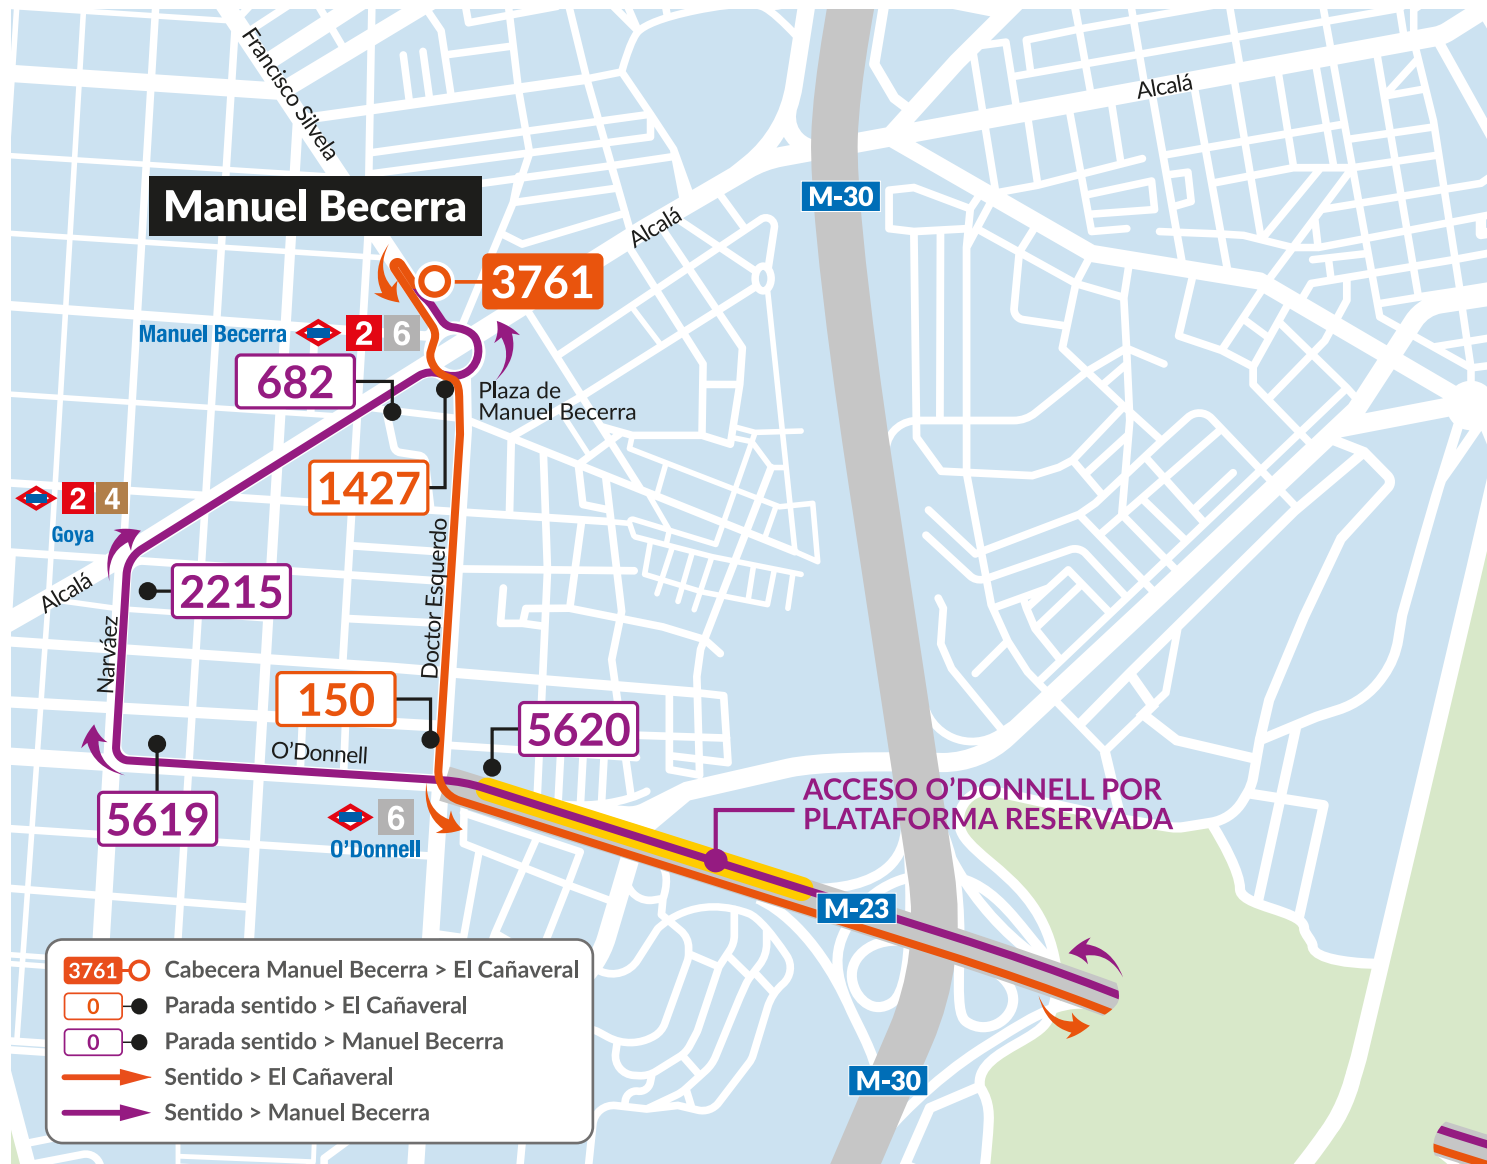 Francisco Silvela
Alcalá
M-30
Manuel Becerra
Alcalá
3761
Manuel Becerra 2 6
682
Plaza de
Manuel Becerra
1427
2 4
Goya
Doctor Esquerdo
Alcalá
2215
Narváez
150
5620
O'Donnell
ACCESO O'DONNELL POR
PLATAFORMA RESERVADA
5619
6
O'Donnell
M-23
M-30
3761 Cabecera Manuel Becerra > El Cañaveral
0 Parada sentido > El Cañaveral
0 Parada sentido > Manuel Becerra
Sentido > El Cañaveral
Sentido > Manuel Becerra